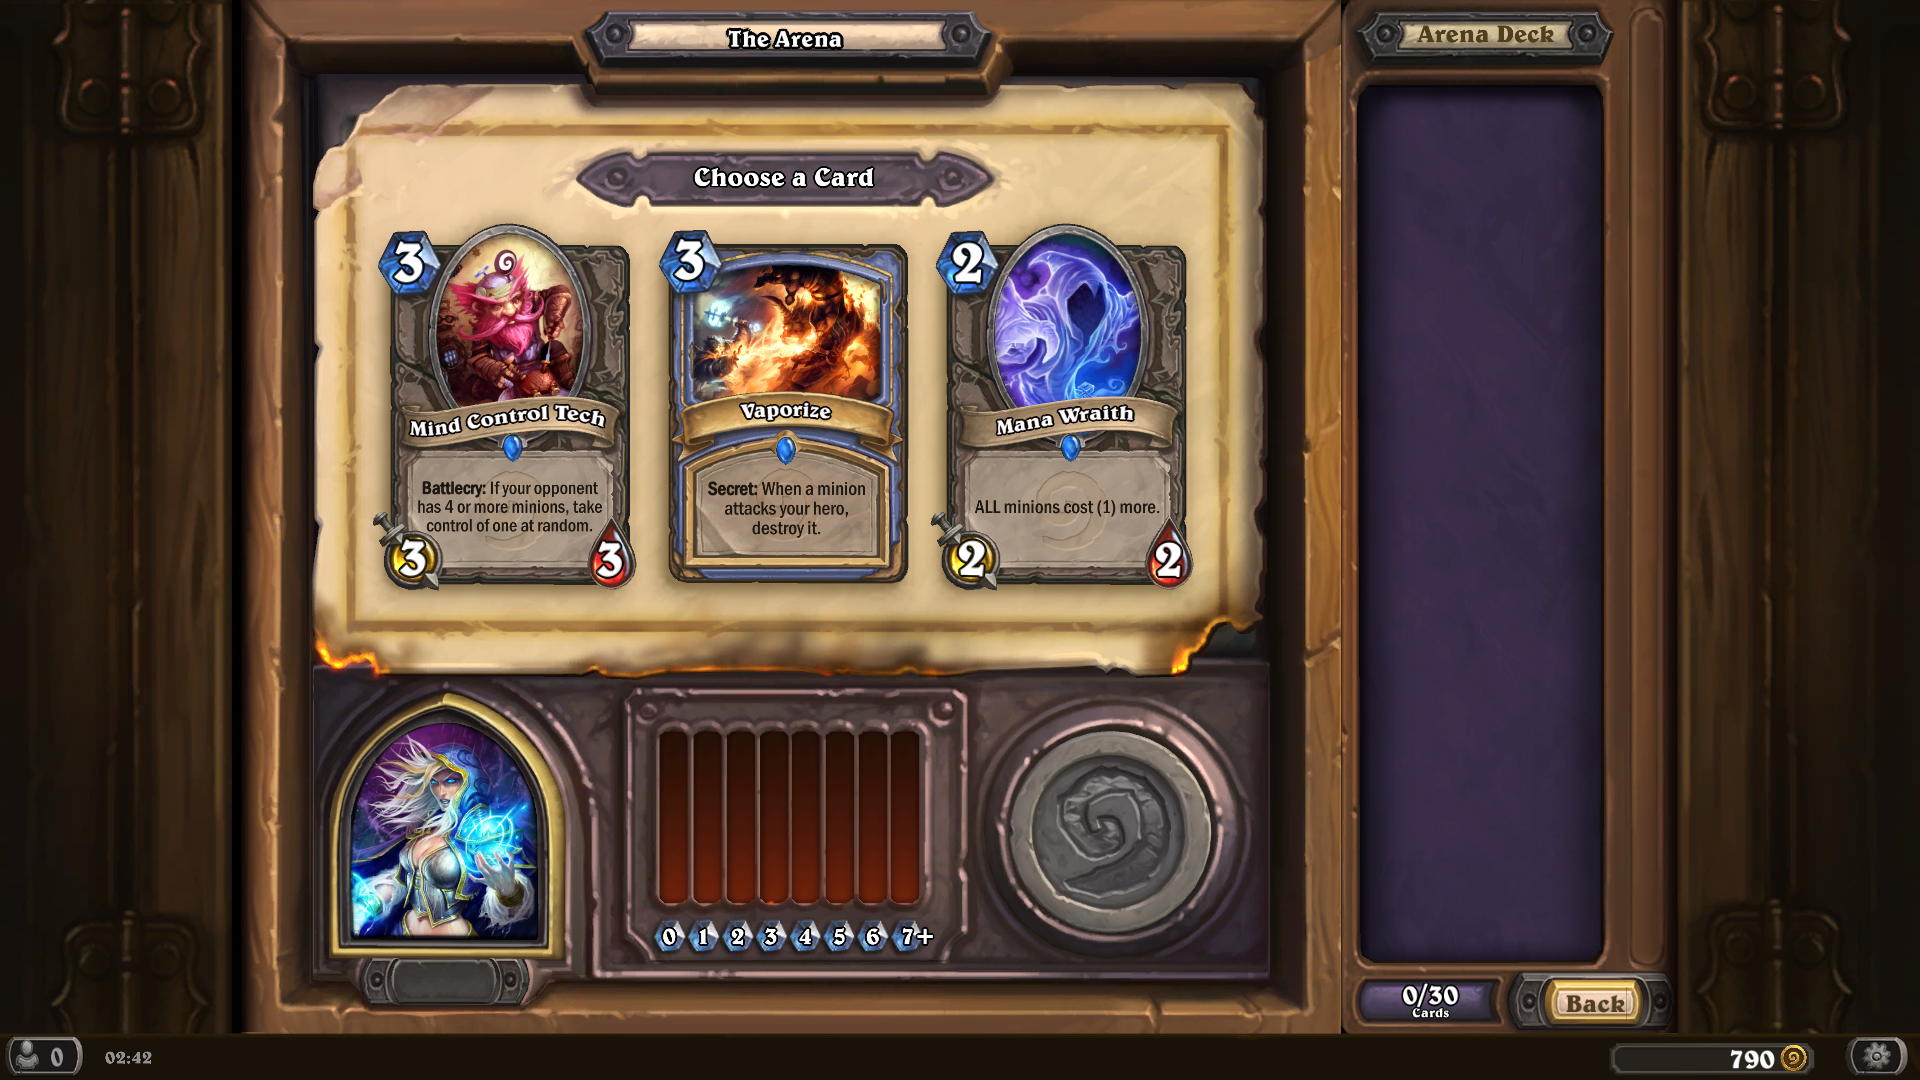 The Arena
Arena Deck
Choose a Card
3
Mind Control Tech
Battlecry: If your opponent
has 4 or more minions, take
control of one at random.
3
3
3
Vaporize
Secret: When a minion
attacks your hero,
destroy it.
2
Mana Wraith
ALL minions cost (1) more.
2
2
0 1 2 3 4 5 6 7+
0/30
Cards
Back
0
02:42
790